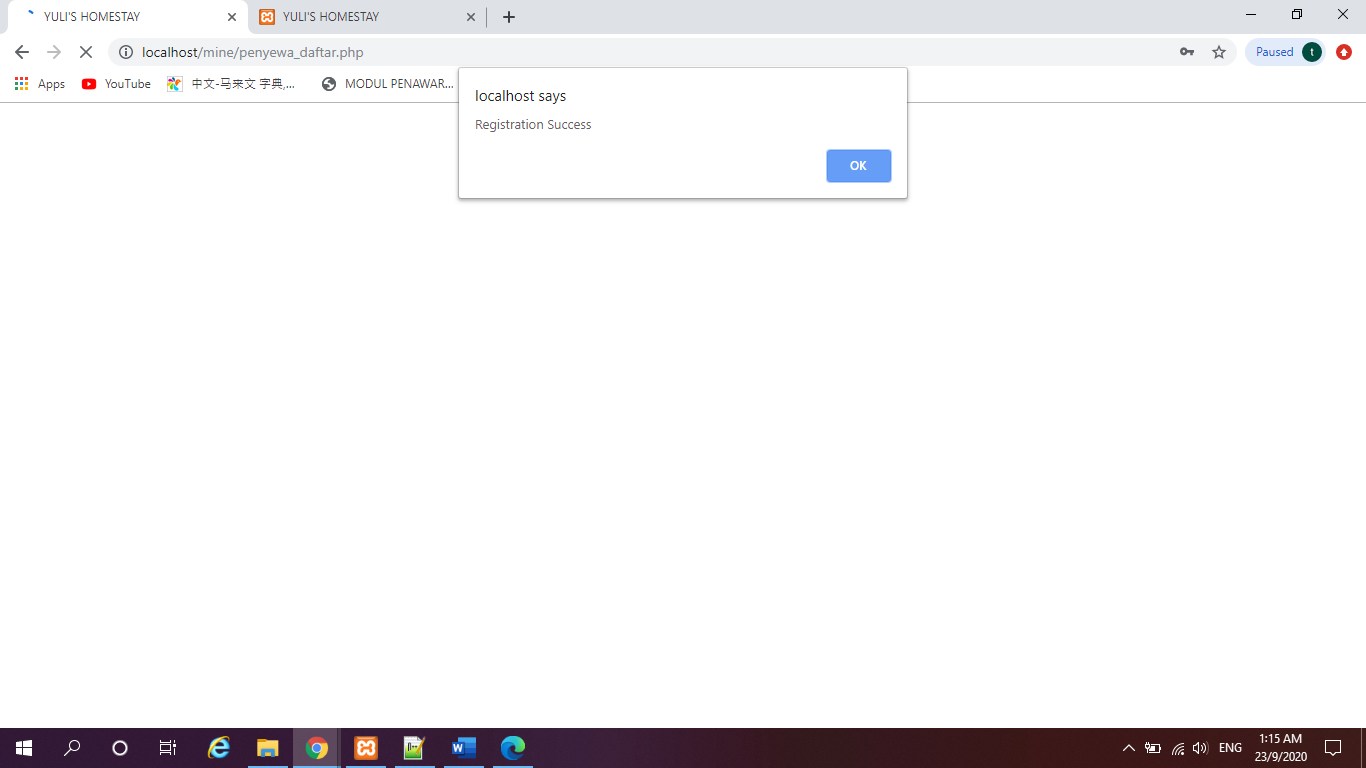 YULI'S HOMESTAY
YULI'S HOMESTAY
localhost/mine/penyewa_daftar.php
Paused
t
Apps
YouTube
中文-马来文 字典,...
MODUL PENAWAR...
localhost says
Registration Success
OK
ENG
1:15 AM
23/9/2020